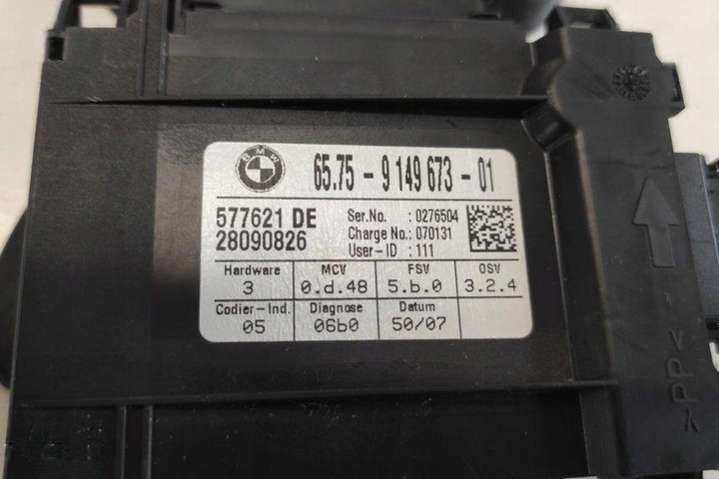 BMW
65.75 - 9 149 673 - 01
577621 DE
28090826
Ser.No. : 0276504
Charge No.: 070131
User-ID : 111
Hardware MCV FSV OSV
3 0.d.48 5.b.0 3.2.4
Codier-Ind. Diagnose Datum
05 06b0 50/07
>PP<